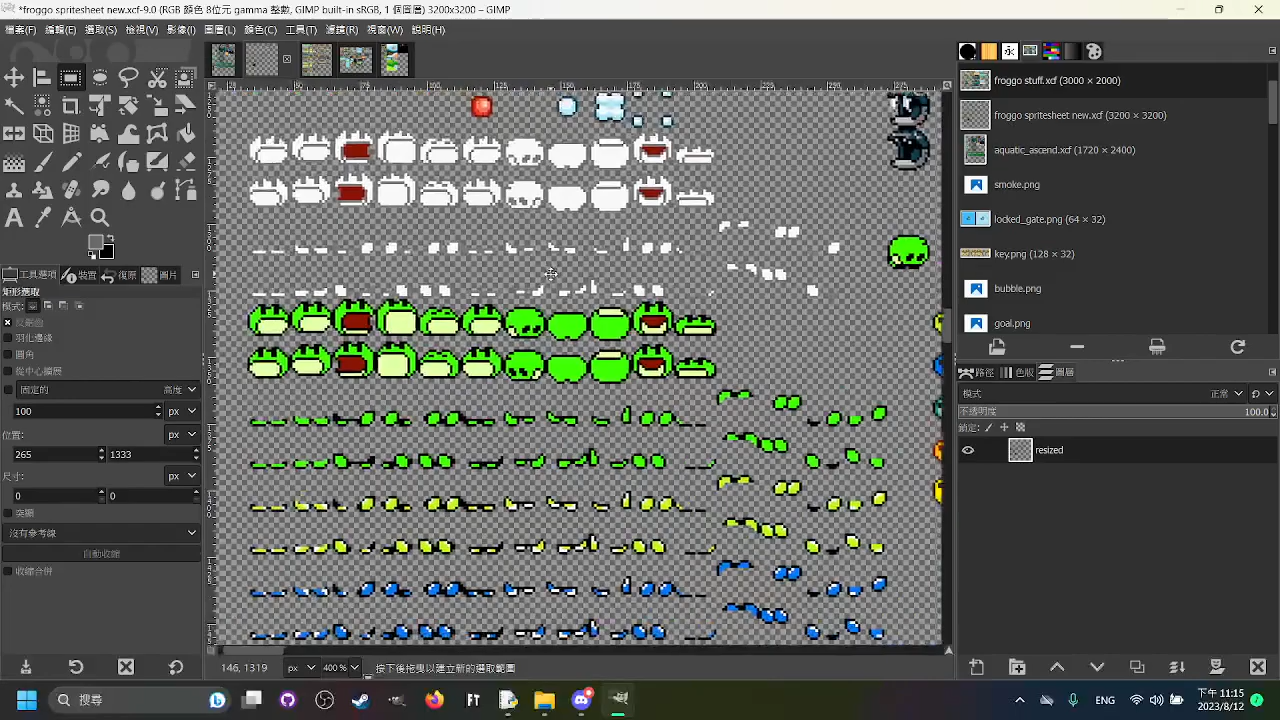 *froggo spritesheet new.xcf-9.0 (RGB 顏色 8位元 gamma 整數, GIMP built-in sRGB, 1 個圖層) 3200x3200 – GIMP
檔案(F) 編輯(E) 選取(S) 檢視(V) 影像(I) 圖層(L) 顏色(C) 工具(T) 濾鏡(R) 視窗(W) 說明(H)
工具選項 裝置 復原 圖片
矩形選取
模式:
反鋸齒
羽化邊緣
圓角
從中心擴展
固定的 高度
100 px
位置: px
265 1333
尺寸: px
0 0
突顯
沒有參考線
自動收縮
收縮合併
146, 1319 px 400 % 按下後拖曳以建立新的選取範圍
froggo stuff.xcf (3000 × 2000)
froggo spritesheet new.xcf (3200 × 3200)
aquatic_ascend.xcf (1720 × 2400)
smoke.png
locked_gate.png (64 × 32)
key.png (128 × 32)
bubble.png
goal.png
路徑 色版 圖層
模式 正常
不透明度 100.0
鎖定:
resized
搜尋
FT
ENG
下午 11:15
2023/8/12